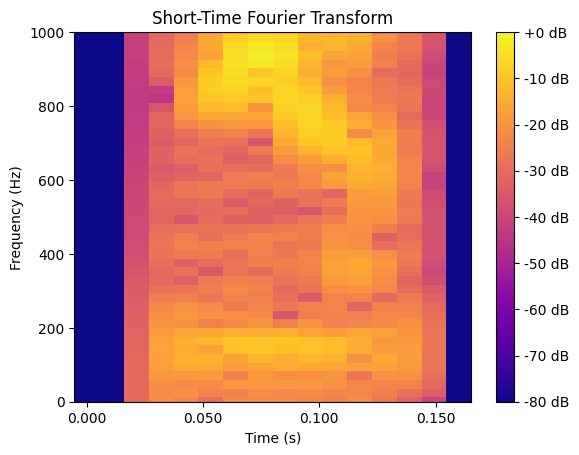 Short-Time Fourier Transform
1000
800
600
400
200
0
Frequency (Hz)
0.000
0.050
0.100
0.150
Time (s)
+0 dB
-10 dB
-20 dB
-30 dB
-40 dB
-50 dB
-60 dB
-70 dB
-80 dB